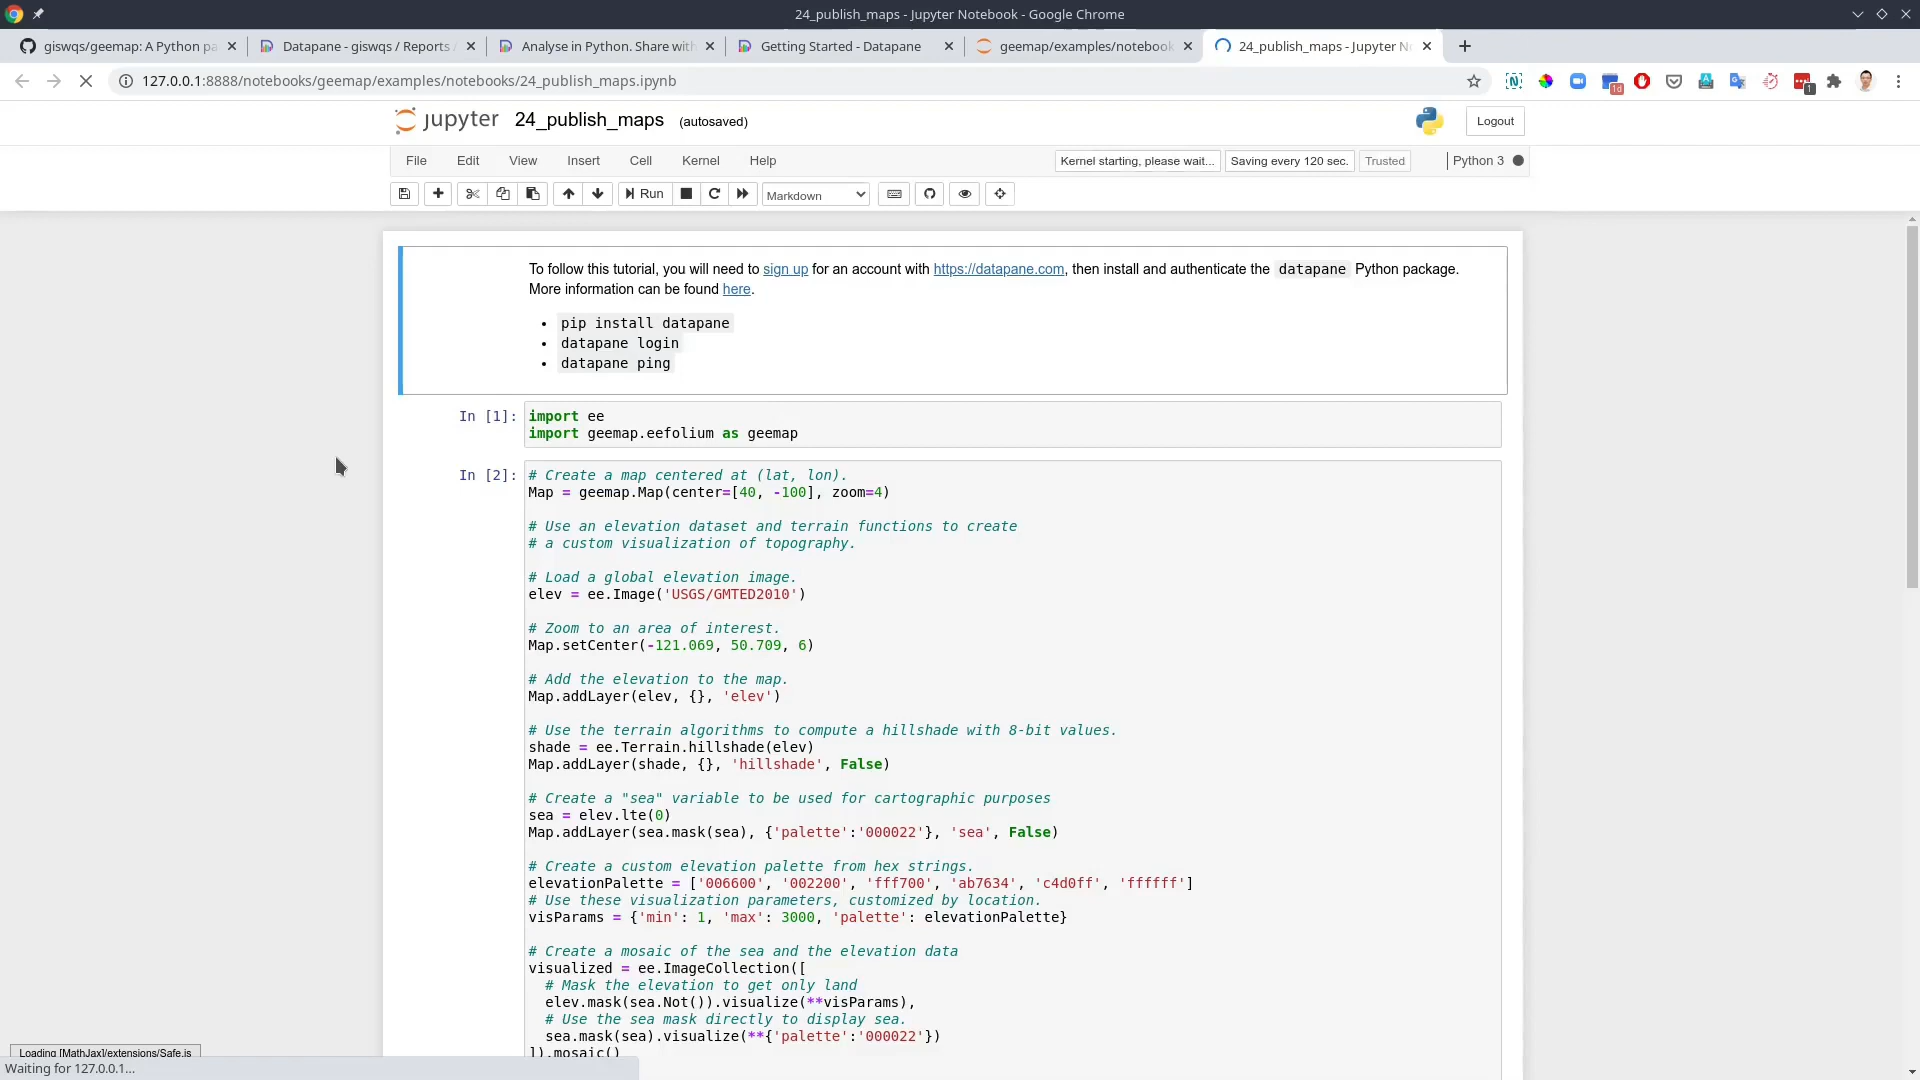 24_publish_maps - Jupyter Notebook - Google Chrome
giswqs/geemap: A Python pa
Datapane - giswqs / Reports /
Analyse in Python. Share with
Getting Started - Datapane
geemap/examples/notebook
24_publish_maps - Jupyter N
127.0.0.1:8888/notebooks/geemap/examples/notebooks/24_publish_maps.ipynb
1d
1
jupyter 24_publish_maps (autosaved)
Logout
File Edit View Insert Cell Kernel Help
Kernel starting, please wait... Saving every 120 sec. Trusted Python 3
Run
Markdown
To follow this tutorial, you will need to sign up for an account with https://datapane.com, then install and authenticate the datapane Python package.
More information can be found here.
• pip install datapane
• datapane login
• datapane ping
In [1]:
import ee
import geemap.eefolium as geemap
In [2]:
# Create a map centered at (lat, lon).
Map = geemap.Map(center=[40, -100], zoom=4)
# Use an elevation dataset and terrain functions to create
# a custom visualization of topography.
# Load a global elevation image.
elev = ee.Image('USGS/GMTED2010')
# Zoom to an area of interest.
Map.setCenter(-121.069, 50.709, 6)
# Add the elevation to the map.
Map.addLayer(elev, {}, 'elev')
# Use the terrain algorithms to compute a hillshade with 8-bit values.
shade = ee.Terrain.hillshade(elev)
Map.addLayer(shade, {}, 'hillshade', False)
# Create a "sea" variable to be used for cartographic purposes
sea = elev.lte(0)
Map.addLayer(sea.mask(sea), {'palette':'000022'}, 'sea', False)
# Create a custom elevation palette from hex strings.
elevationPalette = ['006600', '002200', 'fff700', 'ab7634', 'c4d0ff', 'ffffff']
# Use these visualization parameters, customized by location.
visParams = {'min': 1, 'max': 3000, 'palette': elevationPalette}
# Create a mosaic of the sea and the elevation data
visualized = ee.ImageCollection([
# Mask the elevation to get only land
elev.mask(sea.Not()).visualize(**visParams),
# Use the sea mask directly to display sea.
sea.mask(sea).visualize(**{'palette':'000022'})
]).mosaic()
Loading [MathJax]/extensions/Safe.js
Waiting for 127.0.0.1...